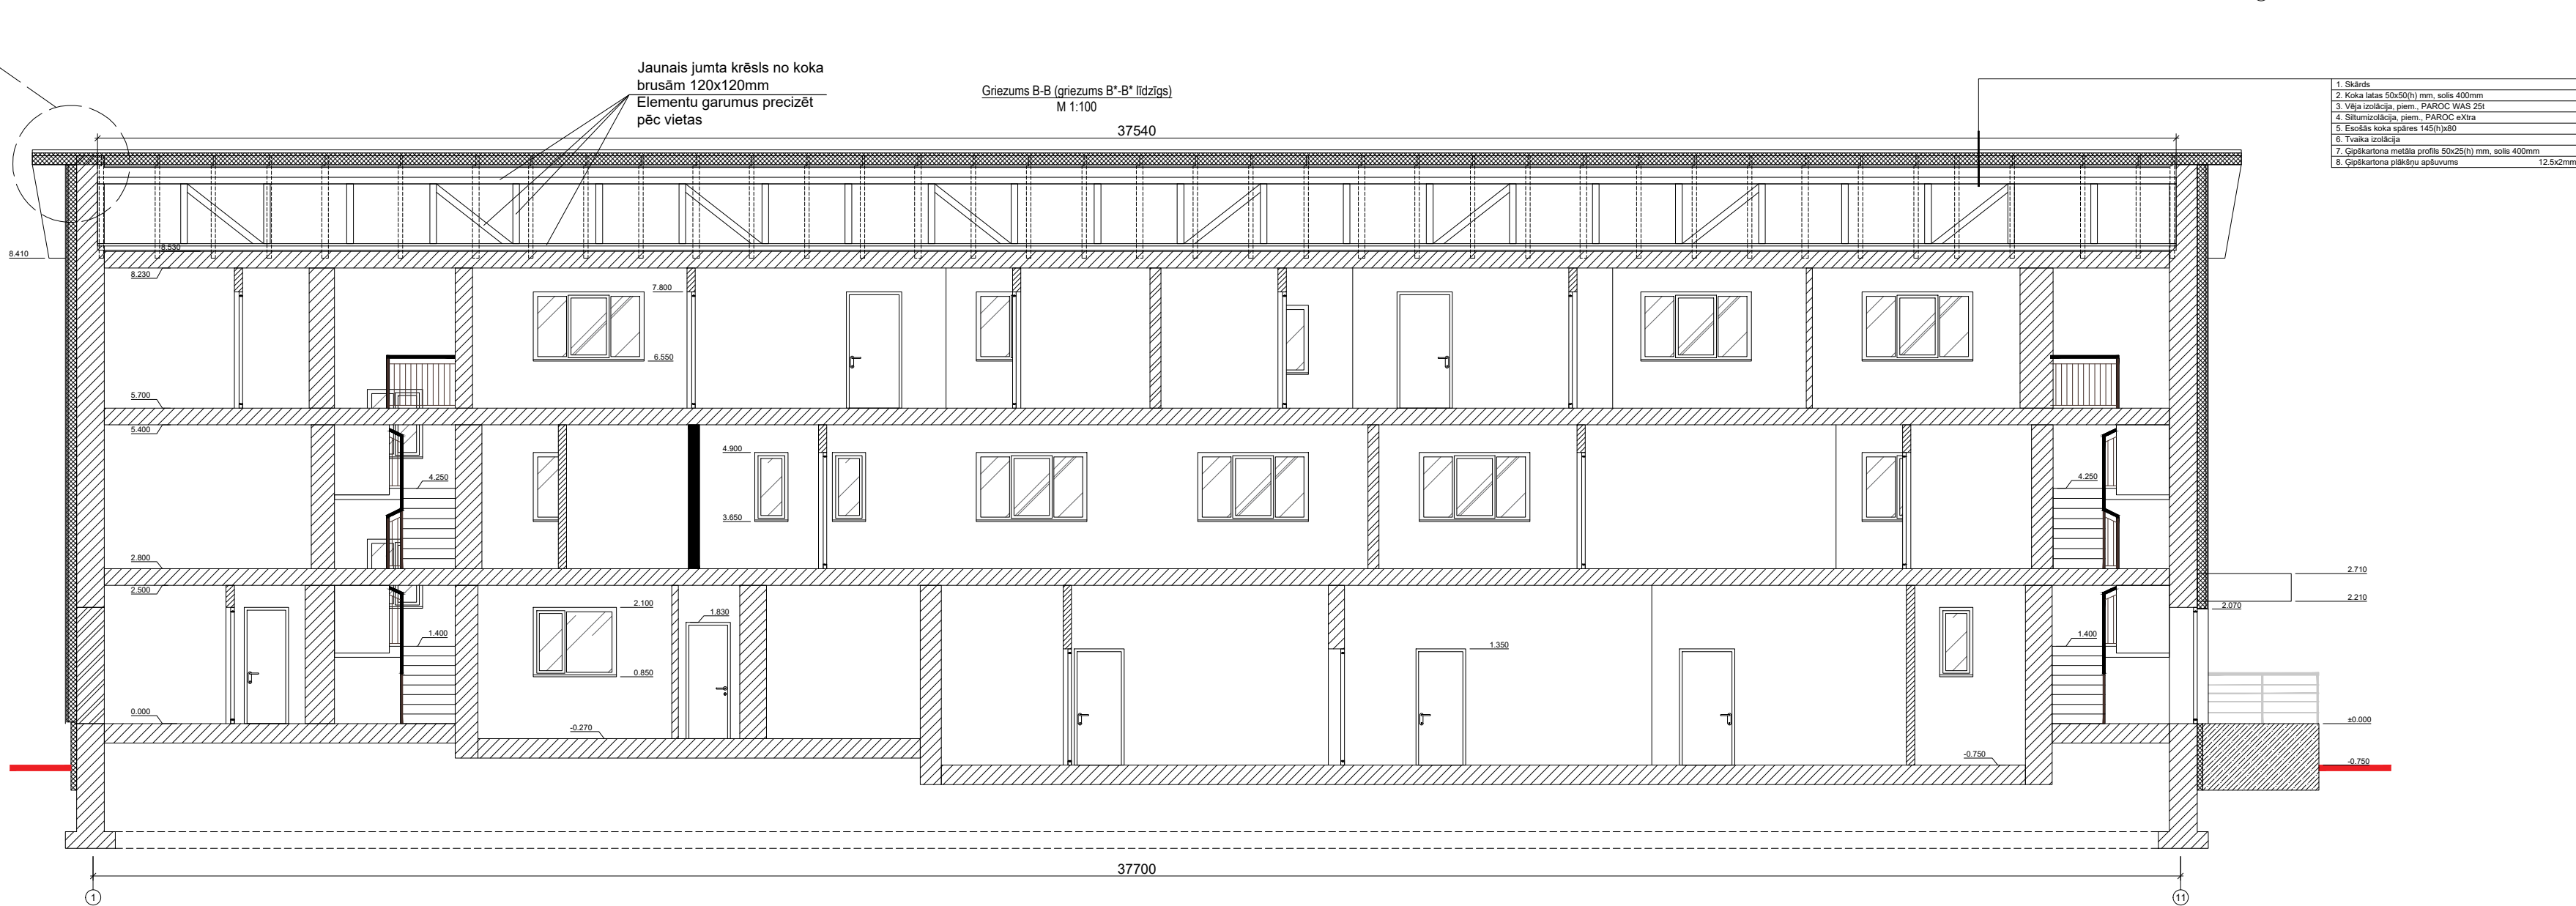 Jaunais jumta krēsls no koka
brusām 120x120mm
Elementu garumus precizēt
pēc vietas
Griezums B-B (griezums B*-B* līdzīgs)
M 1:100
1. Skārds
2. Koka latas 50x50(h) mm, solis 400mm
3. Vēja izolācija, piem., PAROC WAS 25t
4. Siltumizolācija, piem., PAROC eXtra
5. Esošās koka spāres 145(h)x80
6. Tvaika izolācija
7. Ģipškartona metāla profils 50x25(h) mm, solis 400mm
8. Ģipškartona plākšņu apšuvums 12.5x2mm
37540
8.530
8.410
8.230
7.800
6.550
5.700
5.400
4.900
4.250
4.250
3.650
2.800
2.710
2.500
2.210
2.100
2.070
1.830
1.400
1.400
1.350
0.850
0.000
±0.000
-0.270
-0.750
-0.750
37700
1
11